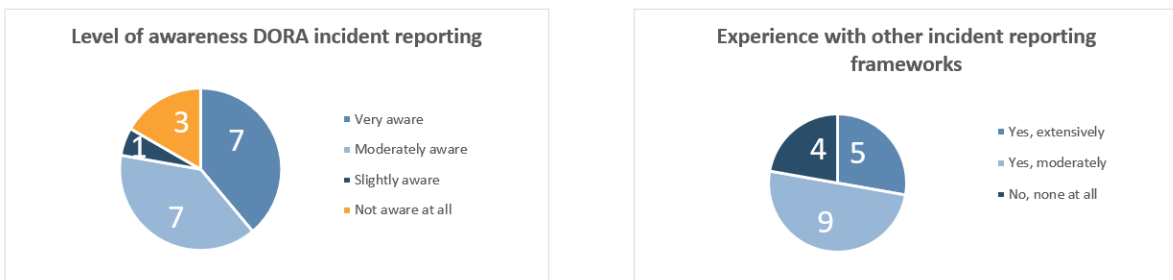 Level of awareness DORA incident reporting
7
7
1
3
Very aware
Moderately aware
Slightly aware
Not aware at all
Experience with other incident reporting
frameworks
5
9
4
Yes, extensively
Yes, moderately
No, none at all